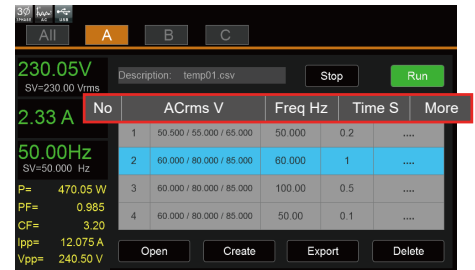 3Ø AC USB
3PHASE
All A B C
230.05V
SV=230.00 Vrms
Description: temp01.csv Stop Run
2.33 A
No ACrms V Freq Hz Time S More
1 50.500 / 55.000 / 65.000 50.000 0.2 ....
50.00Hz
SV=50.000 Hz
2 60.000 / 80.000 / 85.000 60.000 1 ....
P= 470.05 W
3 60.000 / 80.000 / 85.000 100.00 0.5 ....
PF= 0.985
4 60.000 / 80.000 / 85.000 50.00 0.1 ....
CF= 3.20
Ipp= 12.075 A
Vpp= 240.50 V
Open Create Export Delete